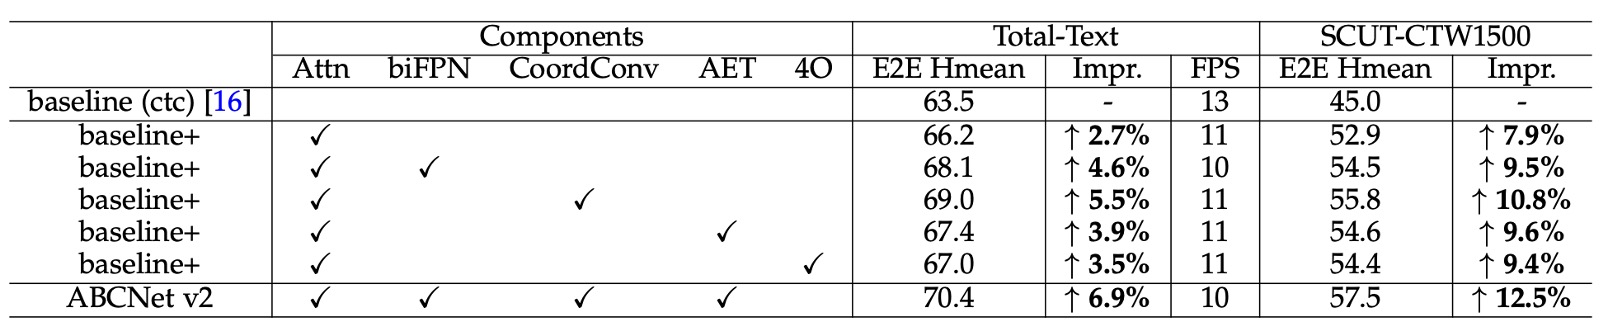 Components Total-Text SCUT-CTW1500
Attn biFPN CoordConv AET 4O E2E Hmean Impr. FPS E2E Hmean Impr.
baseline (ctc) [16] 63.5 - 13 45.0 -
baseline+ ✓ 66.2 ↑ 2.7% 11 52.9 ↑ 7.9%
baseline+ ✓ ✓ 68.1 ↑ 4.6% 10 54.5 ↑ 9.5%
baseline+ ✓ ✓ 69.0 ↑ 5.5% 11 55.8 ↑ 10.8%
baseline+ ✓ ✓ 67.4 ↑ 3.9% 11 54.6 ↑ 9.6%
baseline+ ✓ ✓ 67.0 ↑ 3.5% 11 54.4 ↑ 9.4%
ABCNet v2 ✓ ✓ ✓ ✓ 70.4 ↑ 6.9% 10 57.5 ↑ 12.5%